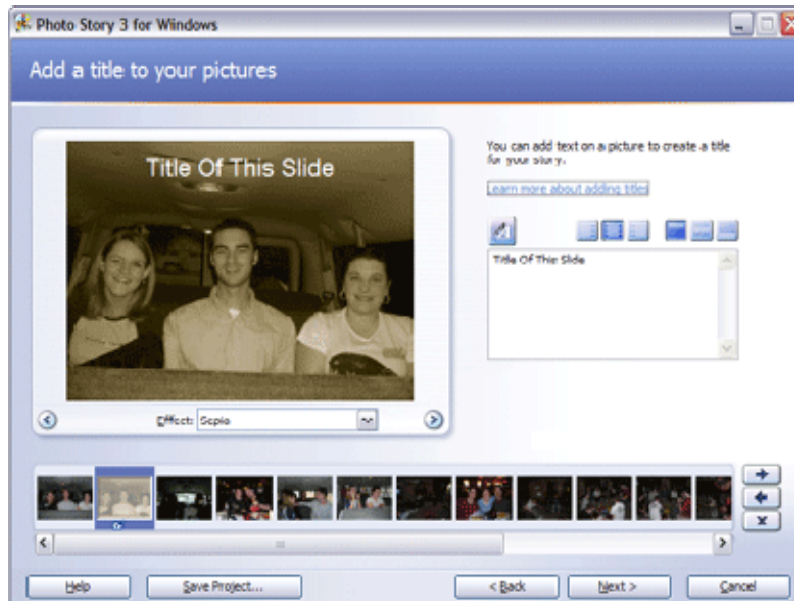 Photo Story 3 for Windows
Add a title to your pictures
Title Of This Slide
You can add text on a picture to create a title
for your story.
Learn more about adding titles
Title Of This Slide
Effect: Sepia
Help
Save Project...
< Back
Next >
Cancel